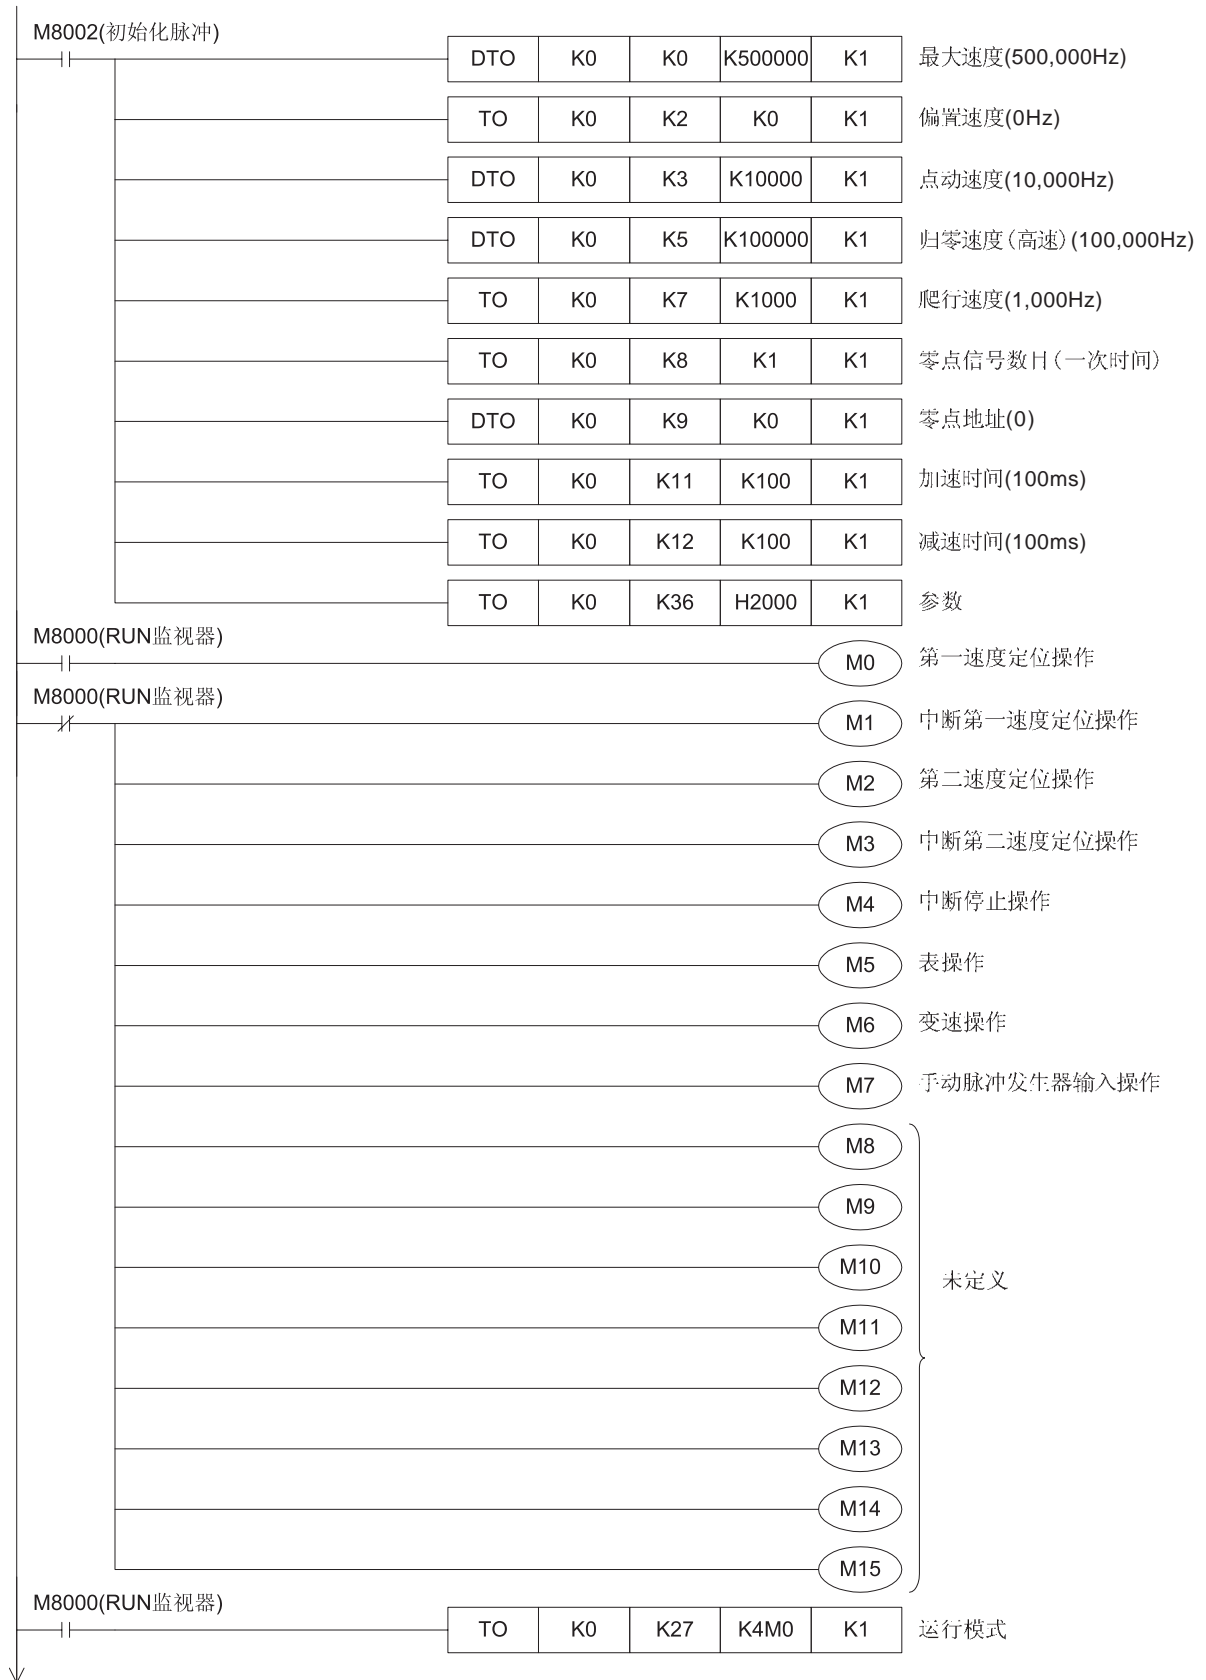 M8002(初始化脉冲)
DTO K0 K0 K500000 K1 最大速度(500,000Hz)
TO K0 K2 K0 K1 偏置速度(0Hz)
DTO K0 K3 K10000 K1 点动速度(10,000Hz)
DTO K0 K5 K100000 K1 归零速度(高速)(100,000Hz)
TO K0 K7 K1000 K1 爬行速度(1,000Hz)
TO K0 K8 K1 K1 零点信号数目(一次时间)
DTO K0 K9 K0 K1 零点地址(0)
TO K0 K11 K100 K1 加速时间(100ms)
TO K0 K12 K100 K1 减速时间(100ms)
TO K0 K36 H2000 K1 参数
M8000(RUN监视器)
M0 第一速度定位操作
M8000(RUN监视器)
M1 中断第一速度定位操作
M2 第二速度定位操作
M3 中断第二速度定位操作
M4 中断停止操作
M5 表操作
M6 变速操作
M7 手动脉冲发生器输入操作
M8
M9
M10 未定义
M11
M12
M13
M14
M15
M8000(RUN监视器)
TO K0 K27 K4M0 K1 运行模式